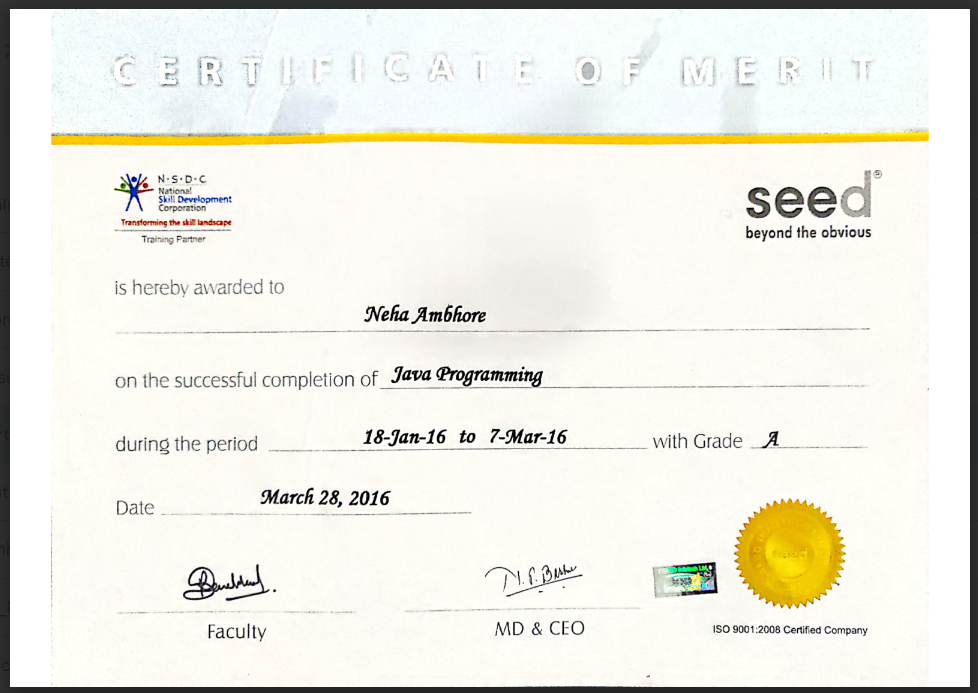 CERTIFICATE OF MERIT
N·S·D·C
National
Skill Development
Corporation
Transforming the skill landscape
Training Partner
seed®
beyond the obvious
is hereby awarded to
Neha Ambhore
on the successful completion of Java Programming
during the period 18-Jan-16 to 7-Mar-16 with Grade A
Date March 28, 2016
Faculty
MD & CEO
seed
ISO 9001:2008 Certified Company